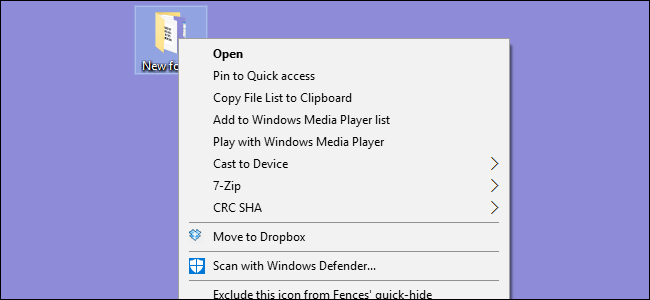 New fo
Open
Pin to Quick access
Copy File List to Clipboard
Add to Windows Media Player list
Play with Windows Media Player
Cast to Device
7-Zip
CRC SHA
Move to Dropbox
Scan with Windows Defender...
Exclude this icon from Fences' quick-hide